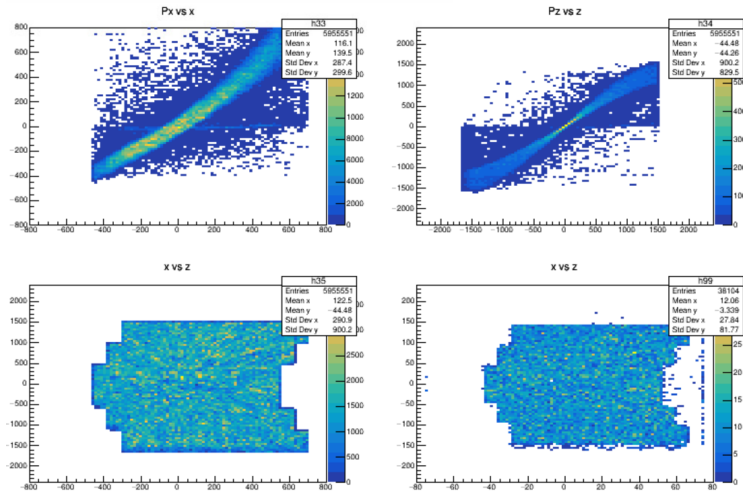 Px vs x
h33
Entries 5955551
Mean x 116.1
Mean y 139.5
Std Dev x 287.4
Std Dev y 299.6
800
600
400
200
0
−200
−400
−600
−800
−800 −600 −400 −200 0 200 400 600 800
1200
1000
800
600
400
200
0
Pz vs z
h34
Entries 5955551
Mean x −44.48
Mean y −44.26
Std Dev x 900.2
Std Dev y 829.5
2000
1500
1000
500
0
−500
−1000
−1500
−2000
−2000 −1500 −1000 −500 0 500 1000 1500 2000
x vs z
h35
Entries 5955551
Mean x 122.5
Mean y −44.48
Std Dev x 290.9
Std Dev y 900.2
2000
1500
1000
500
0
−500
−1000
−1500
−2000
−800 −600 −400 −200 0 200 400 600 800
2500
2000
1500
1000
500
0
x vs z
h99
Entries 38104
Mean x 12.06
Mean y −3.339
Std Dev x 27.84
Std Dev y 81.77
200
150
100
50
0
−50
−100
−150
−200
−80 −60 −40 −20 0 20 40 60 80
25
20
15
10
5
0